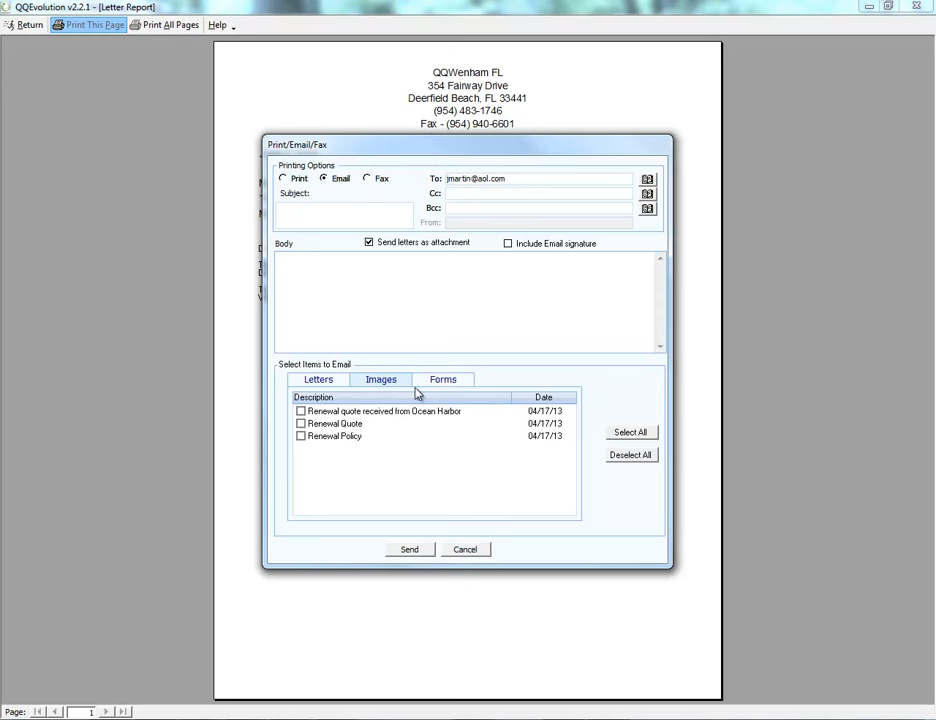 QQEvolution v2.2.1 - [Letter Report]
Return Print This Page Print All Pages Help
QQWenham FL
354 Fairway Drive
Deerfield Beach, FL 33441
(954) 483-1746
Fax - (954) 940-6601
Print/Email/Fax
Printing Options
Print Email Fax To: jmartin@aol.com
Subject: Cc:
Bcc:
From:
Body Send letters as attachment Include Email signature
Select Items to Email
Letters Images Forms
Description Date
Renewal quote received from Ocean Harbor 04/17/13
Renewal Quote 04/17/13
Renewal Policy 04/17/13
Select All
Deselect All
Send Cancel
Page: 1